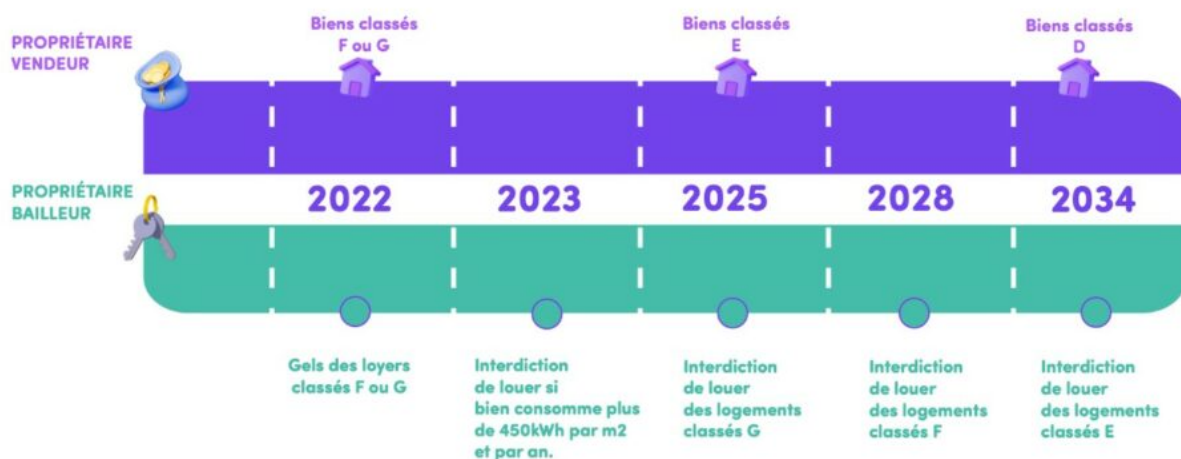 PROPRIÉTAIRE
VENDEUR
Biens classés
F ou G
Biens classés
E
Biens classés
D
PROPRIÉTAIRE
BAILLEUR
2022
2023
2025
2028
2034
Gels des loyers
classés F ou G
Interdiction
de louer si
bien consomme plus
de 450kWh par m2
et par an.
Interdiction
de louer
des logements
classés G
Interdiction
de louer
des logements
classés F
Interdiction
de louer
des logements
classés E